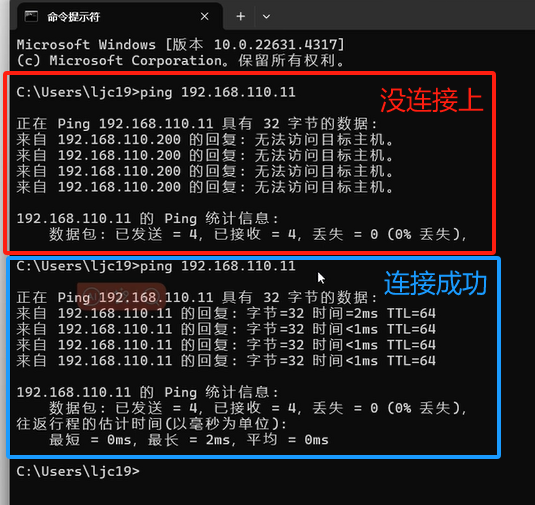 命令提示符
Microsoft Windows [版本 10.0.22631.4317]
(c) Microsoft Corporation。保留所有权利。
C:\Users\ljc19>ping 192.168.110.11
没连接上
正在 Ping 192.168.110.11 具有 32 字节的数据:
来自 192.168.110.200 的回复: 无法访问目标主机。
来自 192.168.110.200 的回复: 无法访问目标主机。
来自 192.168.110.200 的回复: 无法访问目标主机。
来自 192.168.110.200 的回复: 无法访问目标主机。
192.168.110.11 的 Ping 统计信息:
数据包: 已发送 = 4, 已接收 = 4, 丢失 = 0 (0% 丢失),
C:\Users\ljc19>ping 192.168.110.11
连接成功
正在 Ping 192.168.110.11 具有 32 字节的数据:
来自 192.168.110.11 的回复: 字节=32 时间=2ms TTL=64
来自 192.168.110.11 的回复: 字节=32 时间<1ms TTL=64
来自 192.168.110.11 的回复: 字节=32 时间<1ms TTL=64
来自 192.168.110.11 的回复: 字节=32 时间<1ms TTL=64
192.168.110.11 的 Ping 统计信息:
数据包: 已发送 = 4, 已接收 = 4, 丢失 = 0 (0% 丢失),
往返行程的估计时间(以毫秒为单位):
最短 = 0ms, 最长 = 2ms, 平均 = 0ms
C:\Users\ljc19>